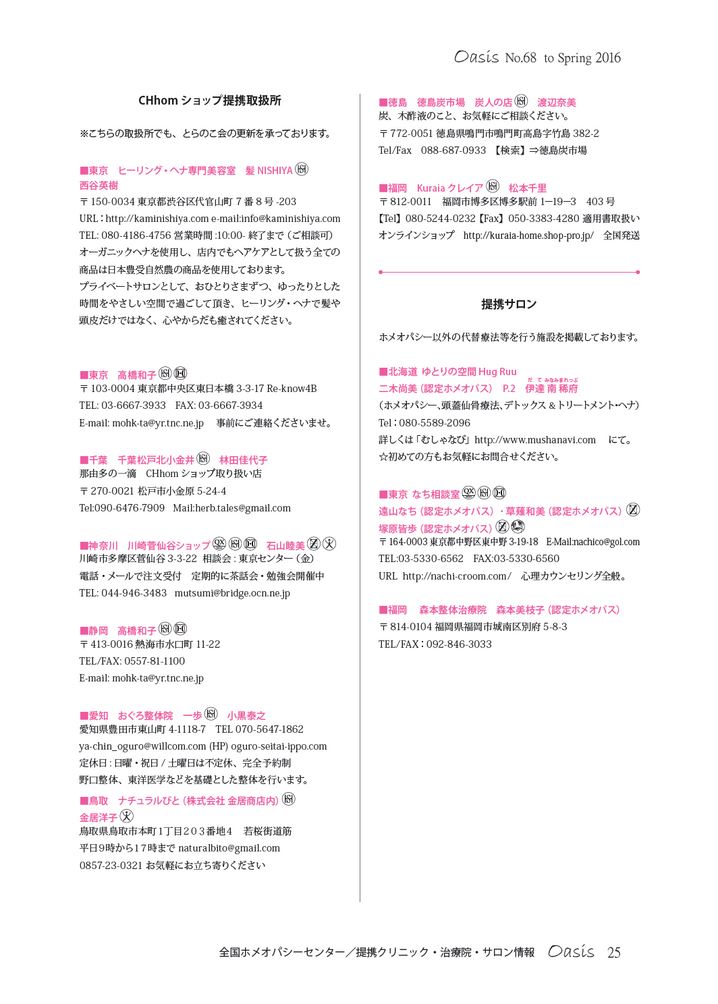 Oasis No.68 to Spring 2016
CHhom ショップ提携取扱所
※こちらの取扱所でも、とらのこ会の更新を承っております。
■東京　ヒーリング・ヘナ専門美容室　髪 NISHIYA
西谷英樹
〒 150-0034 東京都渋谷区代官山町 7 番 8 号 -203
URL：http://kaminishiya.com e-mail:info@kaminishiya.com
TEL: 080-4186-4756 営業時間 :10:00- 終了まで（ご相談可）
オーガニックヘナを使用し、店内でもヘアケアとして扱う全ての
商品は日本豊受自然農の商品を使用しております。
プライベートサロンとして、おひとりさまずつ、ゆったりとした
時間をやさしい空間で過ごして頂き、ヒーリング・ヘナで髪や
頭皮だけではなく、心やからだも癒されてください。
■東京　高橋和子
〒 103-0004 東京都中央区東日本橋 3-3-17 Re-know4B
TEL: 03-6667-3933　FAX: 03-6667-3934
E-mail: mohk-ta@yr.tnc.ne.jp　事前にご連絡くださいませ。
■千葉　千葉松戸北小金井　林田佳代子
那由多の一滴　CHhom ショップ取り扱い店
〒 270-0021 松戸市小金原 5-24-4
Tel:090-6476-7909　Mail:herb.tales@gmail.com
■神奈川　川崎菅仙谷ショップ　石山睦美
川崎市多摩区菅仙谷 3-3-22　相談会 : 東京センター（金）
電話・メールで注文受付　定期的に茶話会・勉強会開催中
TEL: 044-946-3483　mutsumi@bridge.ocn.ne.jp
■静岡　高橋和子
〒 413-0016 熱海市水口町 11-22
TEL/FAX: 0557-81-1100
E-mail: mohk-ta@yr.tnc.ne.jp
■愛知　おぐろ整体院　一歩　小黒泰之
愛知県豊田市東山町 4-1118-7　TEL 070-5647-1862
ya-chin_oguro@willcom.com (HP) oguro-seitai-ippo.com
定休日 : 日曜・祝日 / 土曜日は不定休、完全予約制
野口整体、東洋医学などを基礎とした整体を行います。
■鳥取　ナチュラルびと（株式会社 金居商店内）
金居洋子
鳥取県鳥取市本町１丁目２０３番地４　若桜街道筋
平日９時から１７時まで naturalbito@gmail.com
0857-23-0321 お気軽にお立ち寄りください
■徳島　徳島炭市場　炭人の店　渡辺奈美
炭、木酢液のこと、お気軽にご相談ください。
〒 772-0051 徳島県鳴門市鳴門町高島字竹島 382-2
Tel/Fax　088-687-0933　【検索】⇒徳島炭市場
■福岡　Kuraia クレイア　松本千里
〒 812-0011　福岡市博多区博多駅前 1－19－3　403 号
【Tel】 080-5244-0232 【Fax】 050-3383-4280 適用書取扱い
オンラインショップ　http://kuraia-home.shop-pro.jp/　全国発送
提携サロン
ホメオパシー以外の代替療法等を行う施設を掲載しております。
■北海道 ゆとりの空間 Hug Ruu
だ て みなみまれっぷ
二木尚美（認定ホメオパス）　P.2　伊達 南 稀府
（ホメオパシー、頭蓋仙骨療法、デトックス & トリートメント・ヘナ）
Tel：080-5589-2096
詳しくは「むしゃなび」 http://www.mushanavi.com　にて。
☆初めての方もお気軽にお問合せください。
■東京 なち相談室
遠山なち（認定ホメオパス）・草薙和美（認定ホメオパス）
塚原皆歩（認定ホメオパス）
〒 164-0003 東京都中野区東中野 3-19-18　E-Mail:nachico@gol.com
TEL:03-5330-6562　FAX:03-5330-6560
URL　http://nachi-croom.com/　心理カウンセリング全般。
■福岡　森本整体治療院　森本美枝子（認定ホメオパス）
〒 814-0104 福岡県福岡市城南区別府 5-8-3
TEL/FAX：092-846-3033
全国ホメオパシーセンター／提携クリニック・治療院・サロン情報　Oasis　25